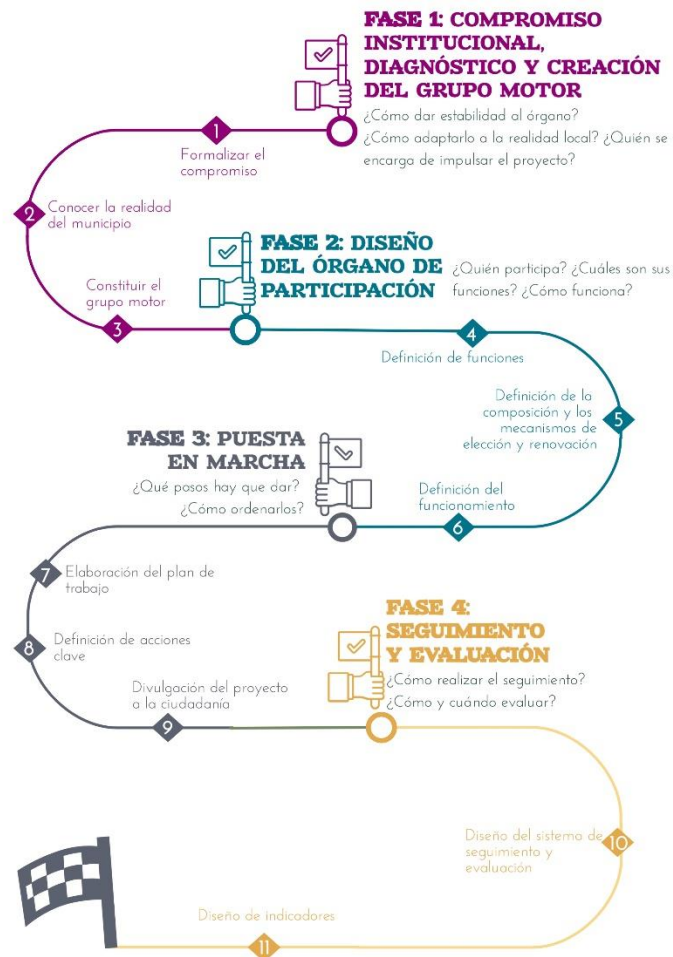 FASE 1: COMPROMISO
INSTITUCIONAL,
DIAGNÓSTICO Y CREACIÓN
DEL GRUPO MOTOR
¿Cómo dar estabilidad al órgano?
¿Cómo adaptarlo a la realidad local? ¿Quién se
encarga de impulsar el proyecto?
1
Formalizar el
compromiso
2
Conocer la realidad
del municipio
Constituir el
grupo motor
3
FASE 2: DISEÑO
DEL ÓRGANO DE
PARTICIPACIÓN
¿Quién participa? ¿Cuáles son sus
funciones? ¿Cómo funciona?
4
Definición de funciones
Definición de la
composición y los
mecanismos de
elección y renovación
5
Definición del
funcionamiento
6
FASE 3: PUESTA
EN MARCHA
¿Qué pasos hay que dar?
¿Cómo ordenarlos?
7
Elaboración del plan de
trabajo
8
Definición de acciones
clave
Divulgación del proyecto
a la ciudadanía
9
FASE 4:
SEGUIMIENTO
Y EVALUACIÓN
¿Cómo realizar el seguimiento?
¿Cómo y cuándo evaluar?
Diseño del sistema de
seguimiento y
evaluación
10
Diseño de indicadores
11